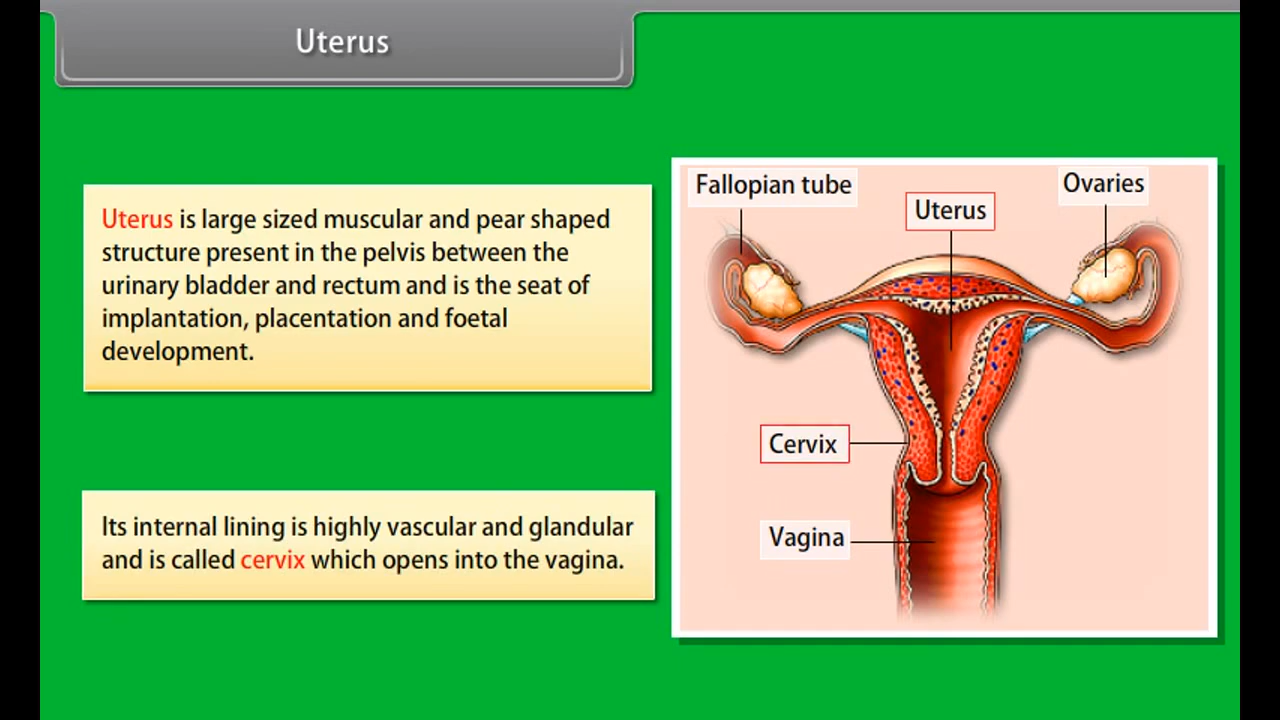 Uterus
Uterus is large sized muscular and pear shaped
structure present in the pelvis between the
urinary bladder and rectum and is the seat of
implantation, placentation and foetal
development.
Its internal lining is highly vascular and glandular
and is called cervix which opens into the vagina.
Fallopian tube
Uterus
Ovaries
Cervix
Vagina